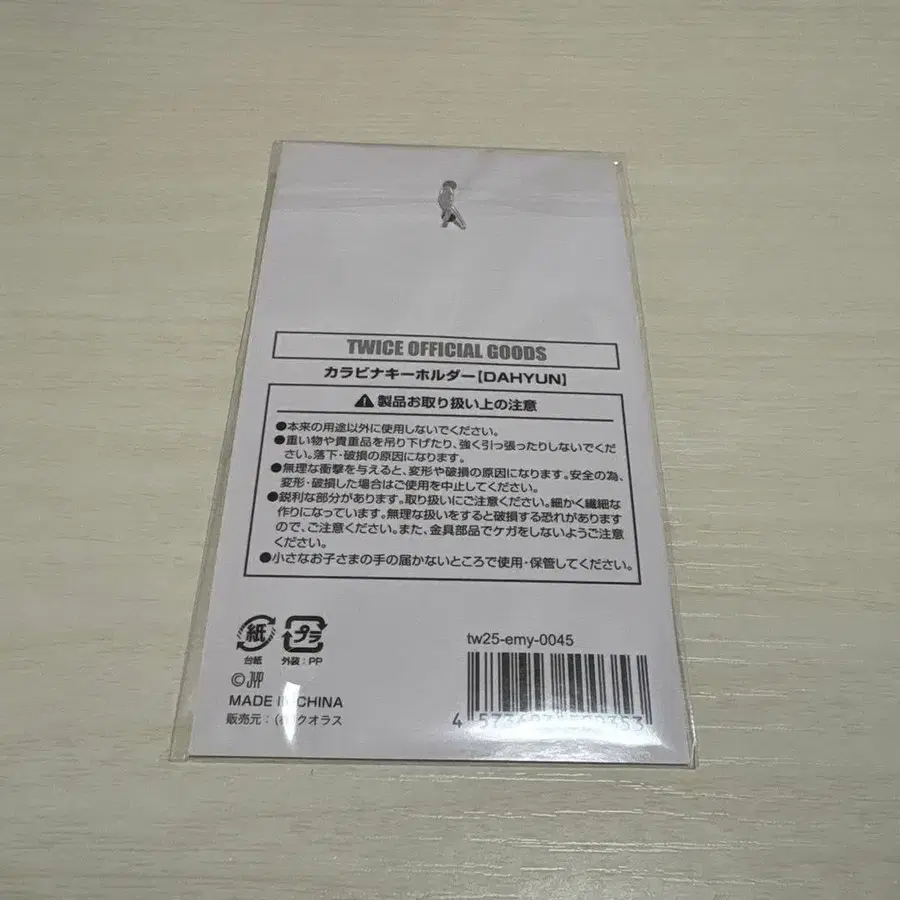 TWICE OFFICIAL GOODS
カラビナキーホルダー【DAHYUN】
製品お取り扱い上の注意
●本来の用途以外に使用しないでください。
●重い物や貴重品を吊り下げたり、強く引っ張ったりしないでくだ
さい。落下・破損の原因になります。
●無理な衝撃を与えると、変形や破損の原因になります。安全の為、
変形・破損した場合はご使用を中止してください。
●鋭利な部分があります。取り扱いにご注意ください。細かく繊細な
作りになっています。無理な扱いをすると破損する恐れがあります
ので、ご注意ください。また、金具部品でケガをしないようご注意
ください。
●小さなお子さまの手の届かないところで使用・保管してください。
紙 プラ
台紙 外装:PP
tw25-emy-0045
©JYP
MADE IN CHINA
販売元:(株)クオラス
4